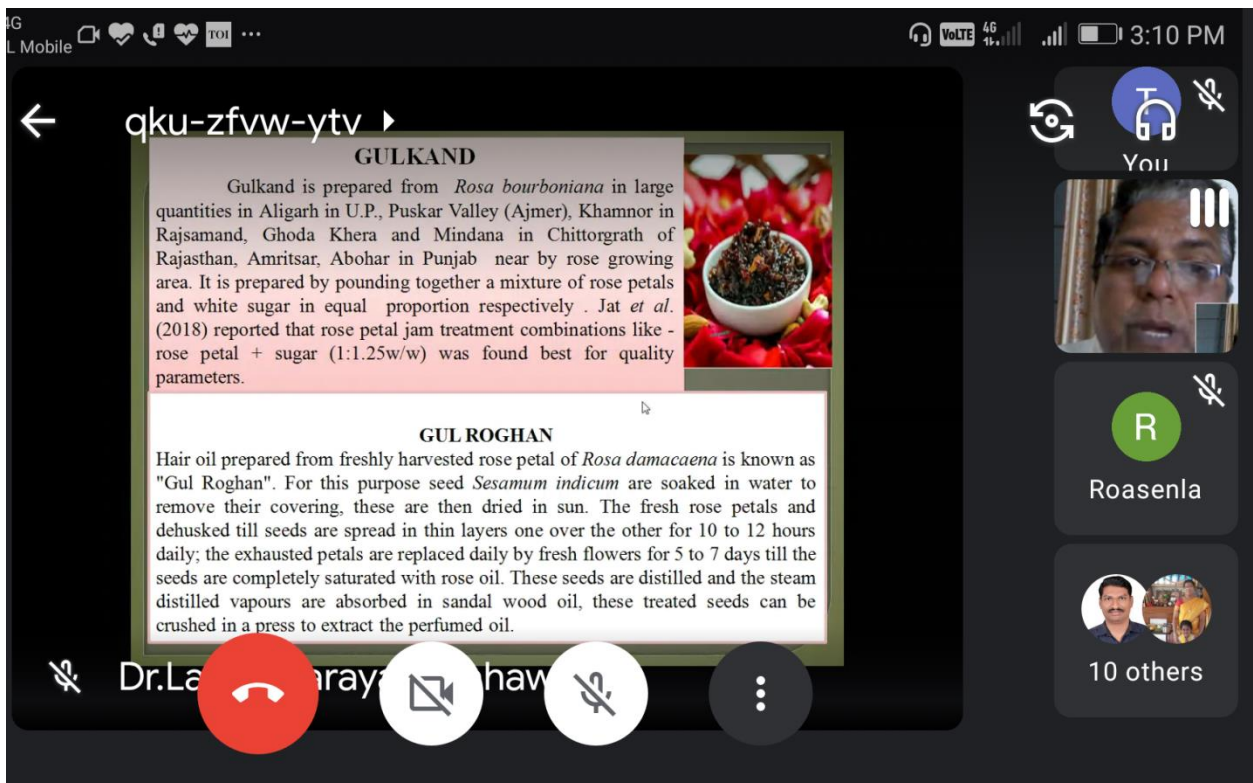 4G
L Mobile
TOI
VoLTE 4G
3:10 PM
qku-zfvw-ytv
GULKAND
Gulkand is prepared from Rosa bourboniana in large
quantities in Aligarh in U.P., Puskar Valley (Ajmer), Khamnor in
Rajsamand, Ghoda Khera and Mindana in Chittorgrath of
Rajasthan, Amritsar, Abohar in Punjab near by rose growing
area. It is prepared by pounding together a mixture of rose petals
and white sugar in equal proportion respectively . Jat et al.
(2018) reported that rose petal jam treatment combinations like -
rose petal + sugar (1:1.25w/w) was found best for quality
parameters.
GUL ROGHAN
Hair oil prepared from freshly harvested rose petal of Rosa damacaena is known as
"Gul Roghan". For this purpose seed Sesamum indicum are soaked in water to
remove their covering, these are then dried in sun. The fresh rose petals and
dehusked till seeds are spread in thin layers one over the other for 10 to 12 hours
daily; the exhausted petals are replaced daily by fresh flowers for 5 to 7 days till the
seeds are completely saturated with rose oil. These seeds are distilled and the steam
distilled vapours are absorbed in sandal wood oil, these treated seeds can be
crushed in a press to extract the perfumed oil.
T
You
R
Roasenla
10 others